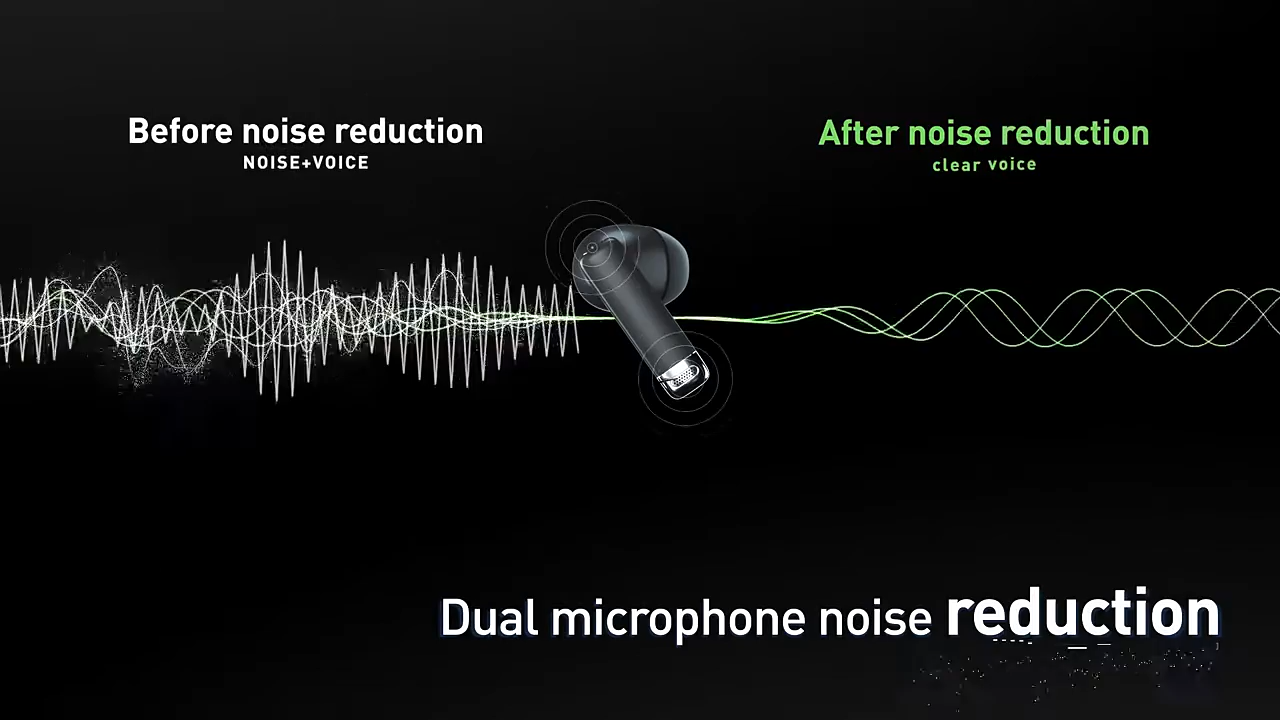 Before noise reduction
NOISE+VOICE
After noise reduction
clear voice
Dual microphone noise reduction